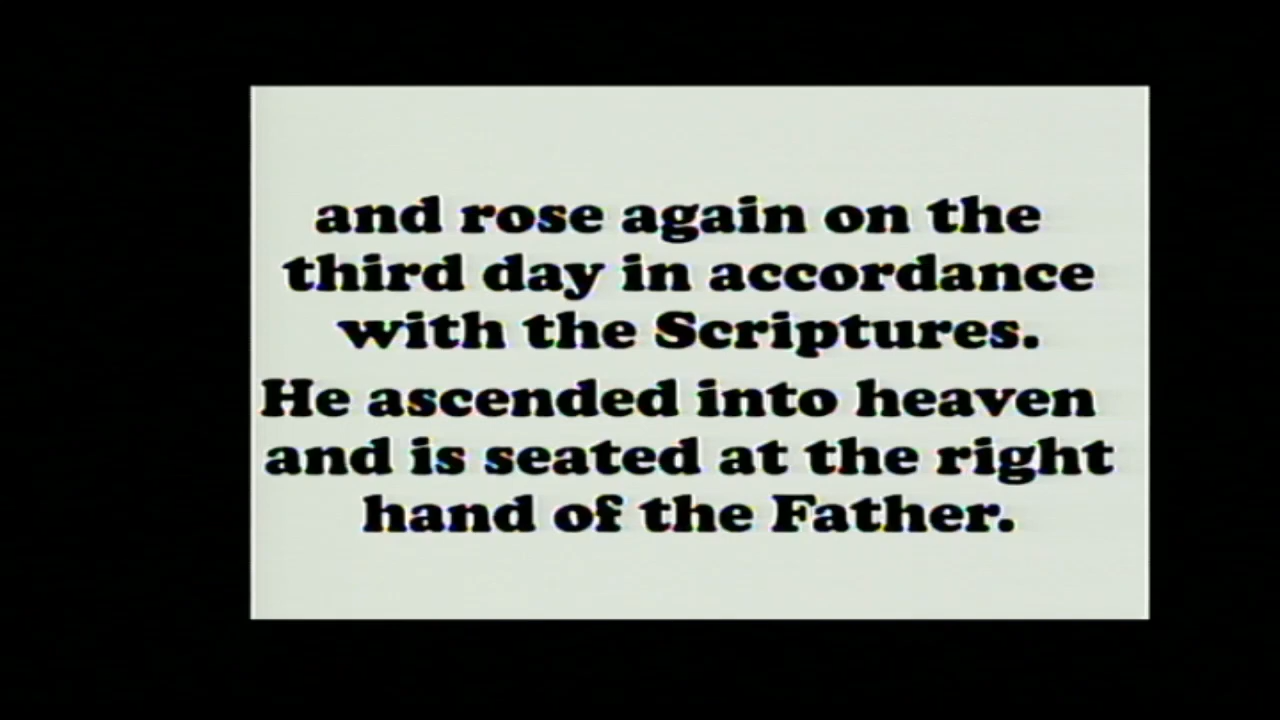 and rose again on the
third day in accordance
with the Scriptures.
He ascended into heaven
and is seated at the right
hand of the Father.